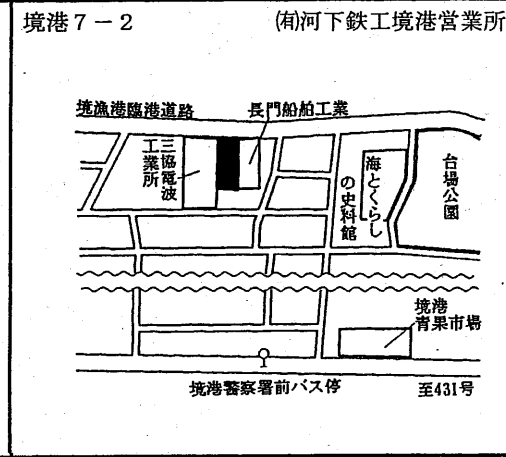 境港7-2 ㈲河下鉄工境港営業所
境漁港臨港道路
長門船舶工業
三協電波
工業所
海とくらし
の史料館
台場公園
境港
青果市場
境港警察署前バス停
至431号